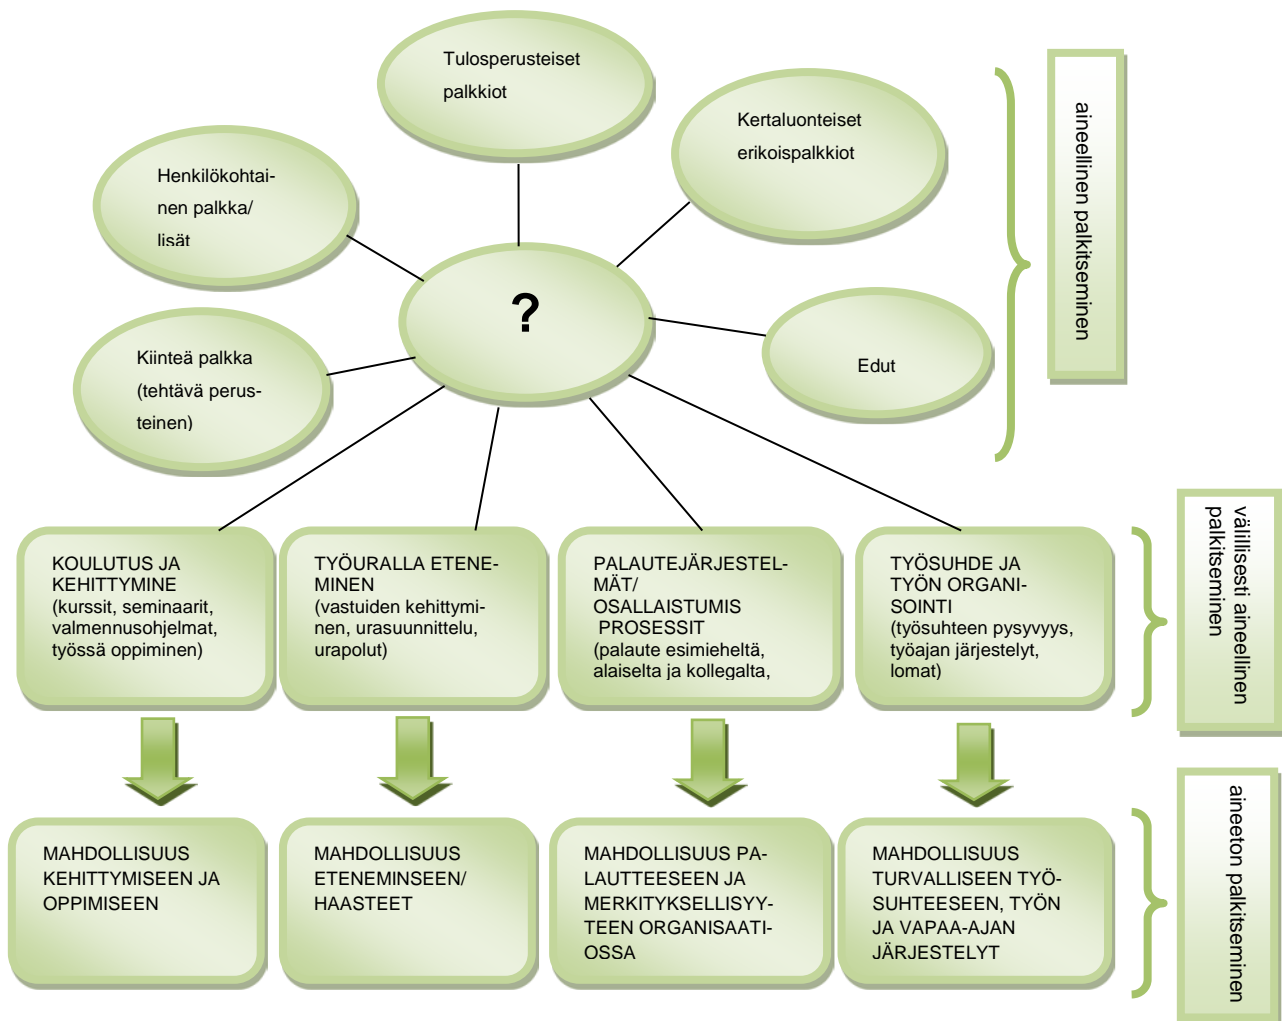 Tulosperusteiset
palkkiot
Kertaluonteiset
erikoispalkkiot
Henkilökohtai-
nen palkka/
lisät
?
Kiinteä palkka
(tehtävä perus-
teinen)
Edut
aineellinen palkitseminen
KOULUTUS JA
KEHITTYMINE
(kurssit, seminaarit,
valmennusohjelmat,
työssä oppiminen)
TYÖURALLA ETENE-
MINEN
(vastuiden kehittymi-
nen, urasuunnittelu,
urapolut)
PALAUTEJÄRJESTEL-
MÄT/
OSALLAISTUMIS
PROSESSIT
(palaute esimieheltä,
alaiselta ja kollegalta,
TYÖSUHDE JA
TYÖN ORGANI-
SOINTI
(työsuhteen pysyvyys,
työajan järjestelyt,
lomat)
välillisesti aineellinen
palkitseminen
MAHDOLLISUUS
KEHITTYMISEEN JA
OPPIMISEEN
MAHDOLLISUUS
ETENEMINSEEN/
HAASTEET
MAHDOLLISUUS PA-
LAUTTEESEEN JA
MERKITYKSELLISYY-
TEEN ORGANISAATI-
OSSA
MAHDOLLISUUS
TURVALLISEEN TYÖ-
SUHTEESEEN, TYÖN
JA VAPAA-AJAN
JÄRJESTELYT
aineeton palkitseminen